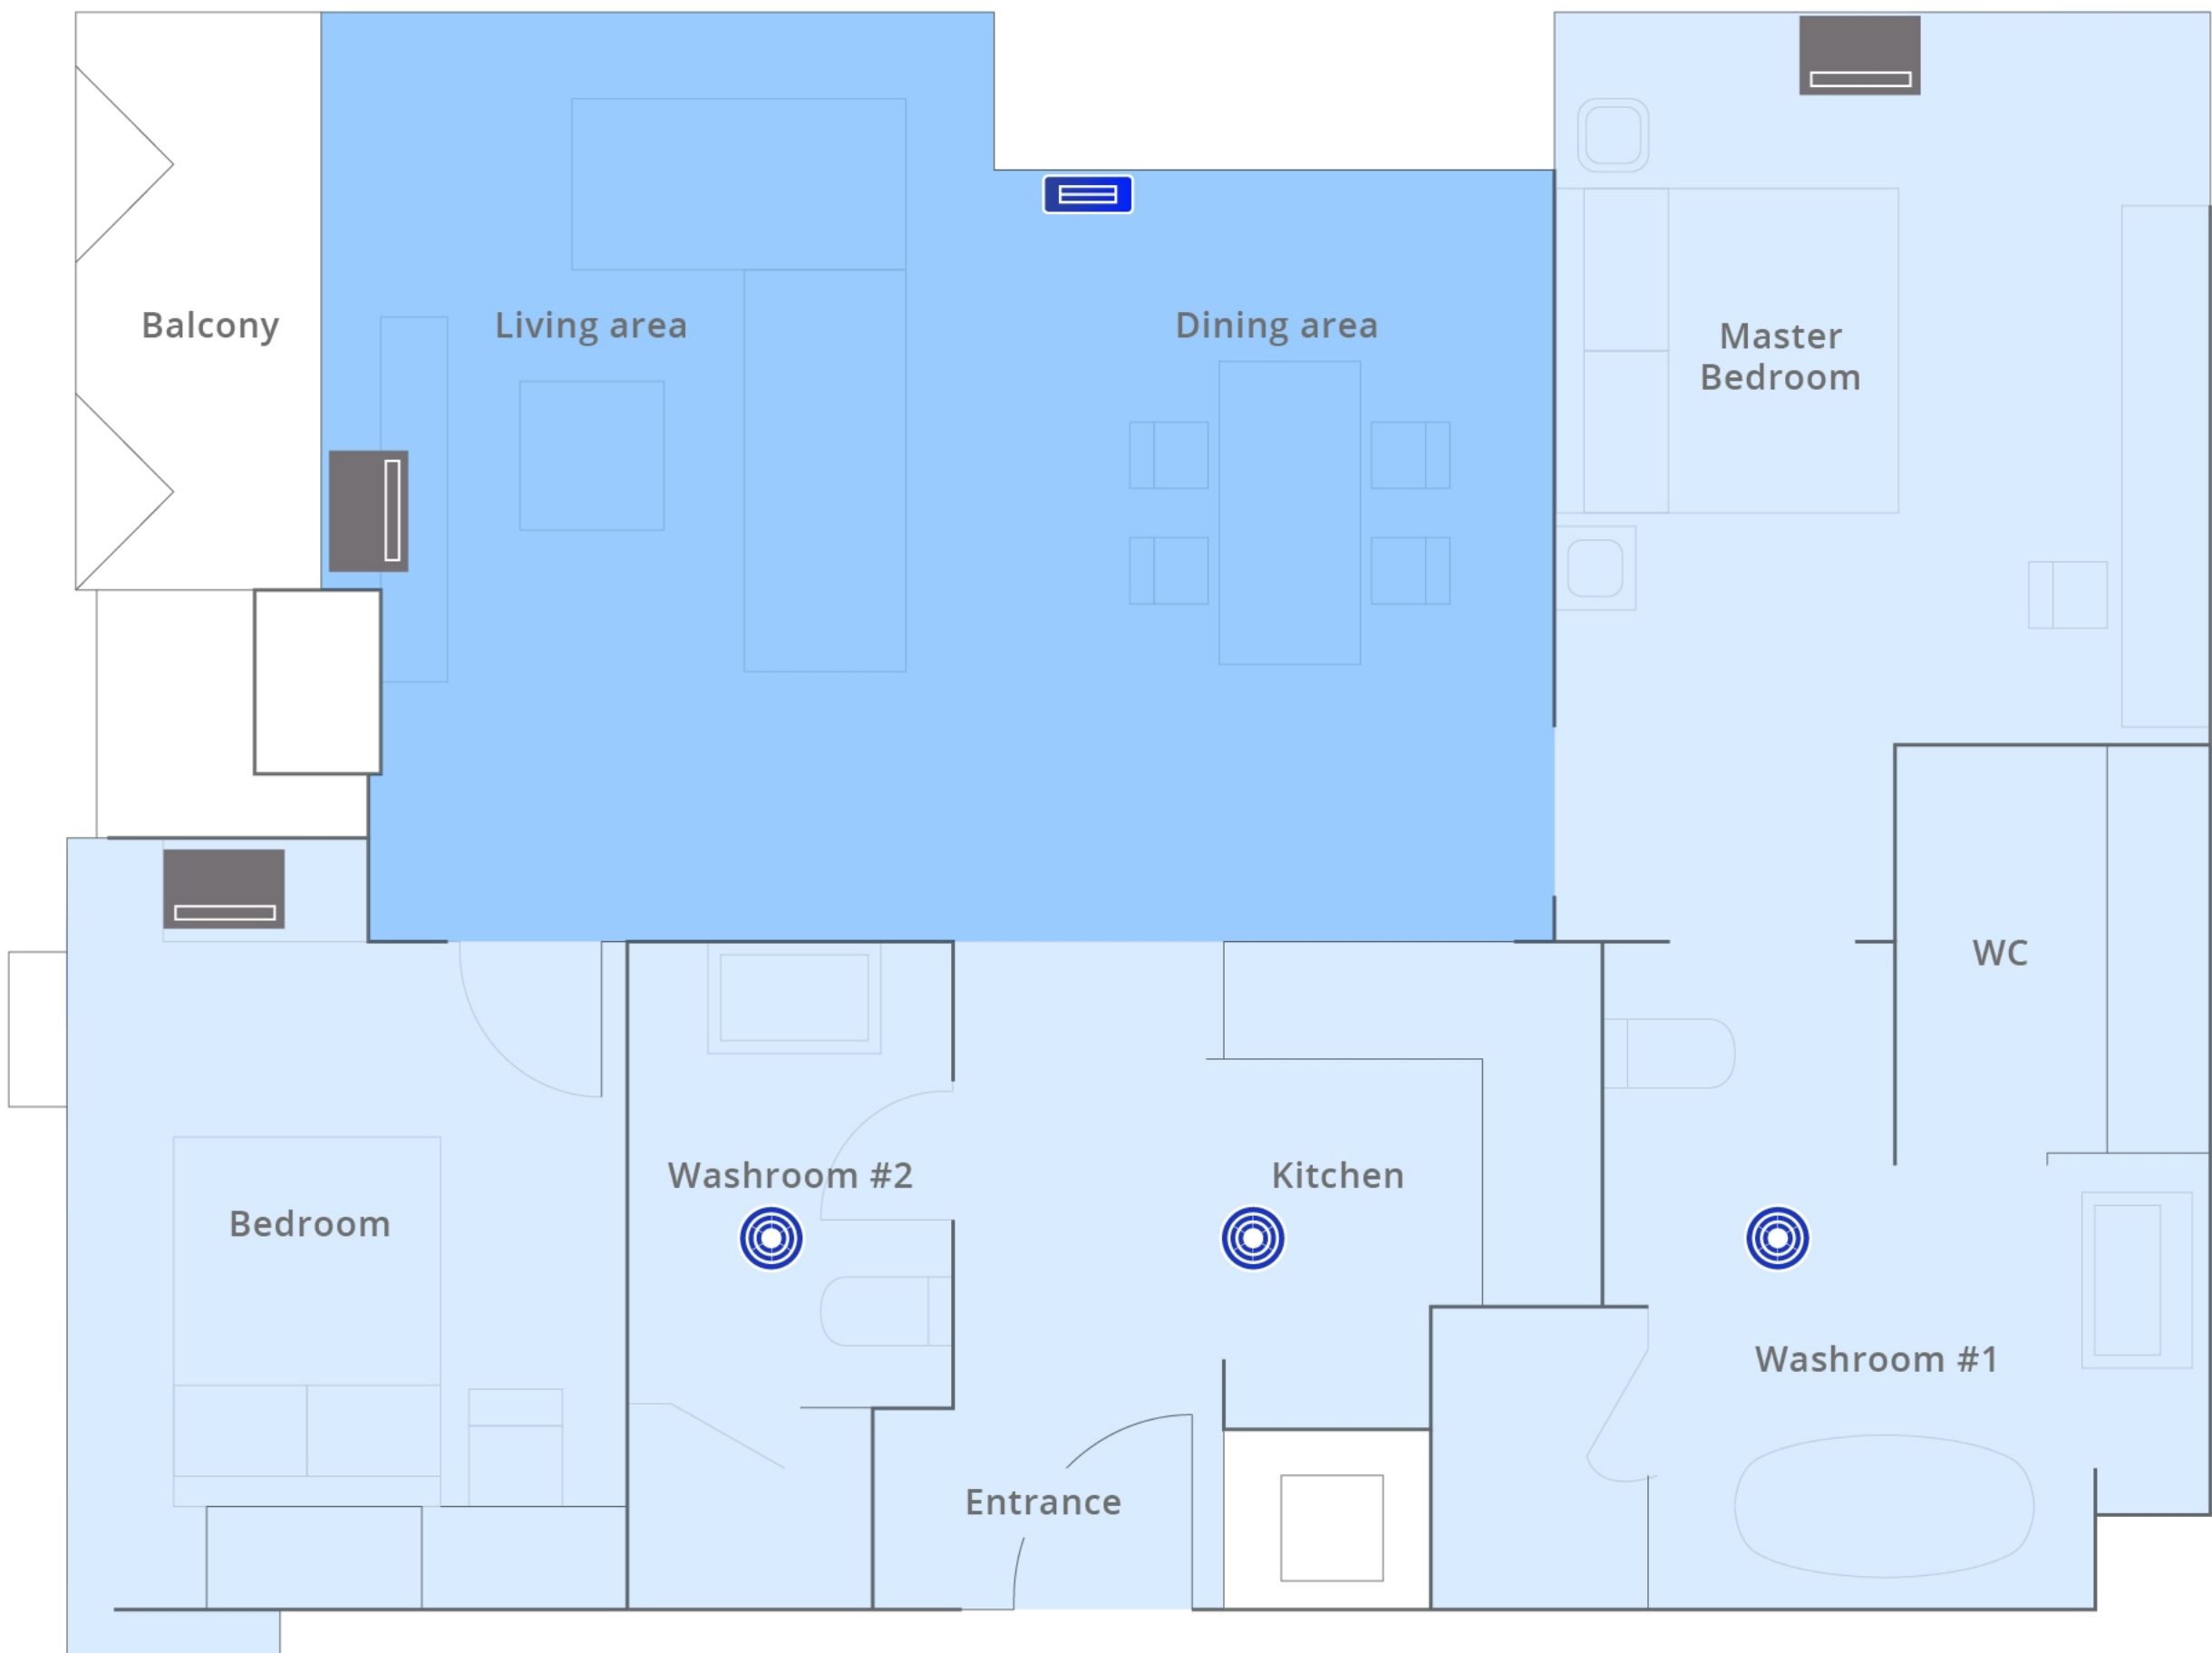 Balcony
Living area
Dining area
Master
Bedroom
WC
Washroom #2
Kitchen
Bedroom
Washroom #1
Entrance